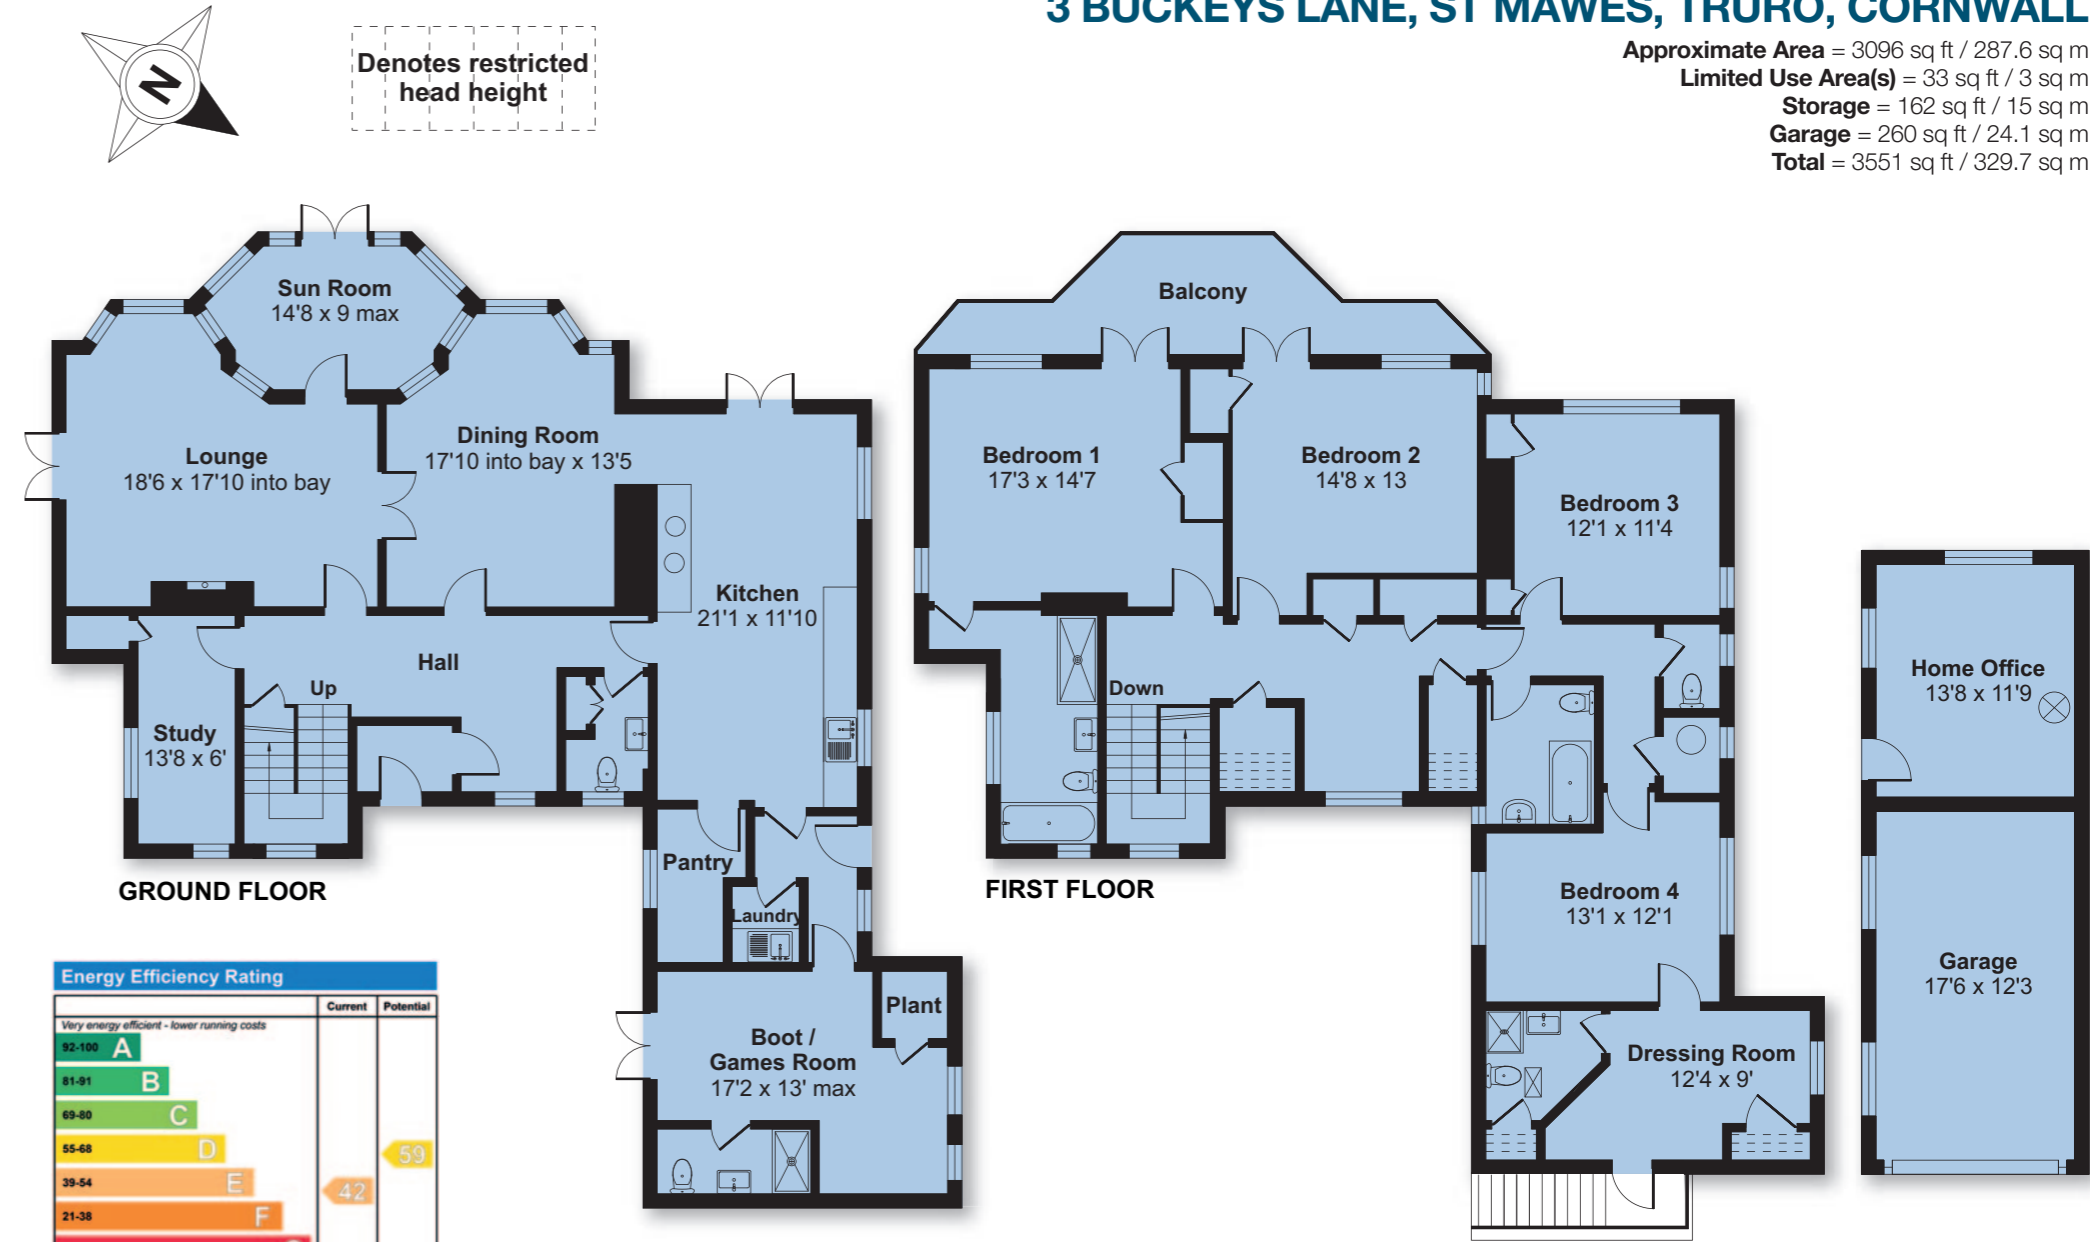 3 BUCKEYS LANE, ST MAWES, TRURO, CORNWALL
Approximate Area = 3096 sq ft / 287.6 sq m
Limited Use Area(s) = 33 sq ft / 3 sq m
Storage = 162 sq ft / 15 sq m
Garage = 260 sq ft / 24.1 sq m
Total = 3551 sq ft / 329.7 sq m
N
Denotes restricted
head height
Sun Room
14'8 x 9 max
Lounge
18'6 x 17'10 into bay
Dining Room
17'10 into bay x 13'5
Kitchen
21'1 x 11'10
Hall
Up
Study
13'8 x 6'
Pantry
Laundry
Plant
Boot /
Games Room
17'2 x 13' max
GROUND FLOOR
Balcony
Bedroom 1
17'3 x 14'7
Bedroom 2
14'8 x 13
Bedroom 3
12'1 x 11'4
Down
Bedroom 4
13'1 x 12'1
Dressing Room
12'4 x 9'
FIRST FLOOR
Home Office
13'8 x 11'9
Garage
17'6 x 12'3
Energy Efficiency Rating
Current Potential
Very energy efficient - lower running costs
92-100 A
81-91 B
69-80 C
55-68 D
59
39-54 E
42
21-38 F